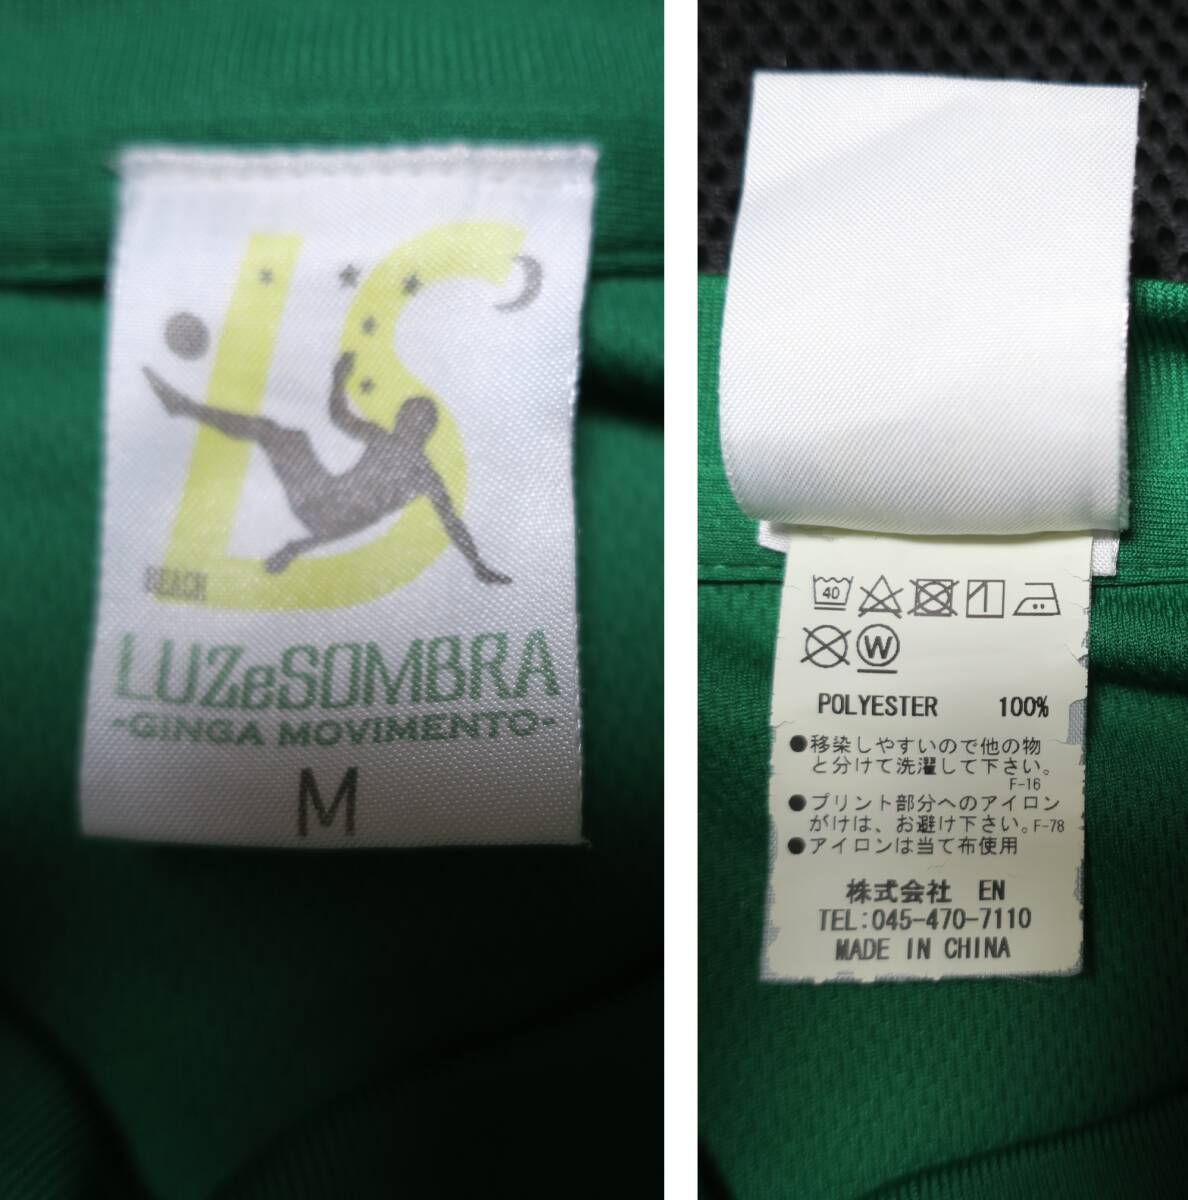 LS
BEACH
LUZeSOMBRA
-GINGA MOVIMENTO-
M
40
W
POLYESTER 100%
●移染しやすいので他の物
と分けて洗濯して下さい。
F-16
●プリント部分へのアイロン
がけは、お避け下さい。F-78
●アイロンは当て布使用
株式会社 EN
TEL:045-470-7110
MADE IN CHINA